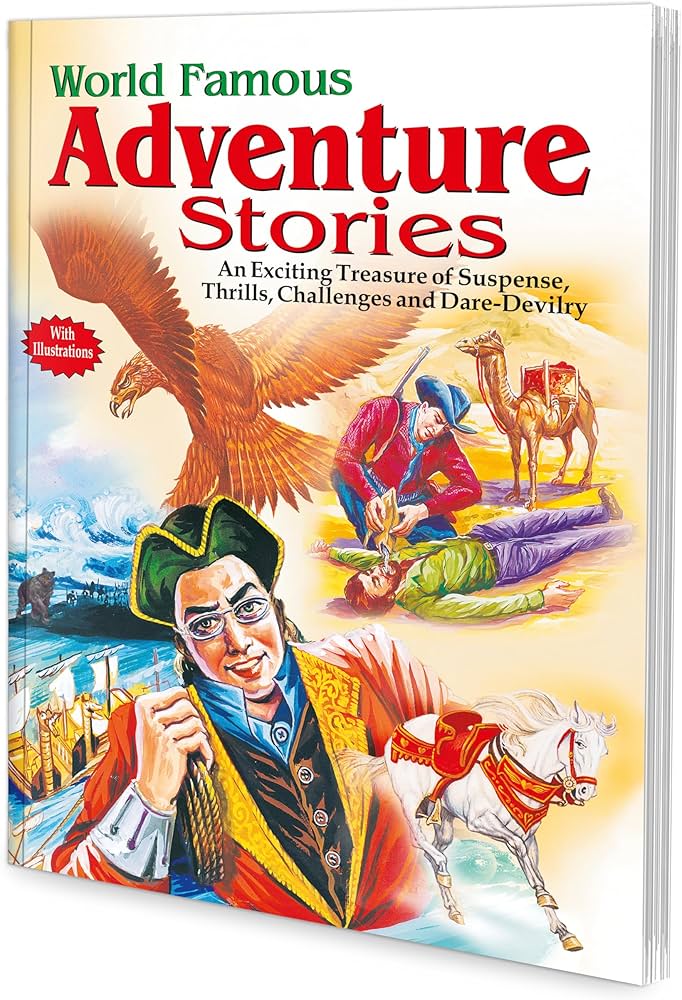 World Famous
Adventure
Stories
An Exciting Treasure of Suspense,
Thrills, Challenges and Dare-Devilry
With
Illustrations